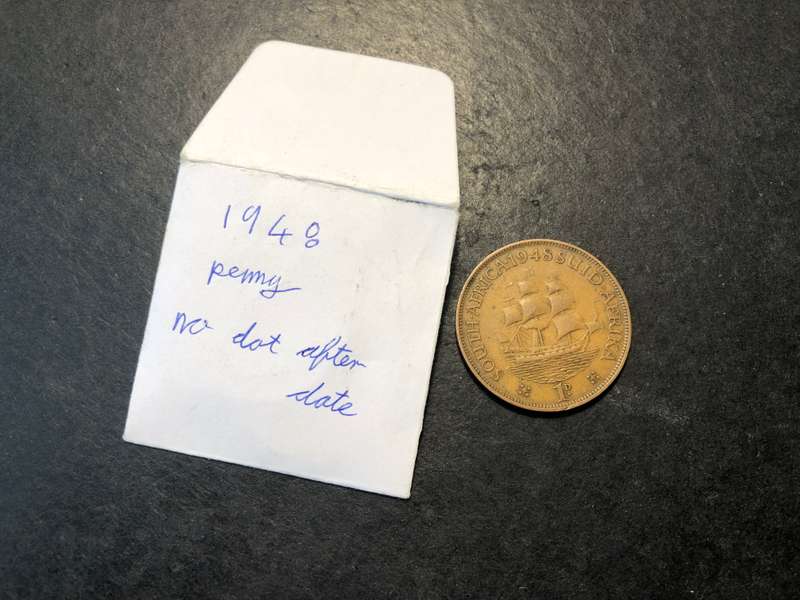 1948
penny
no dot after
date
SOUTH·AFRICA 1948 SUID·AFRIKA
1D